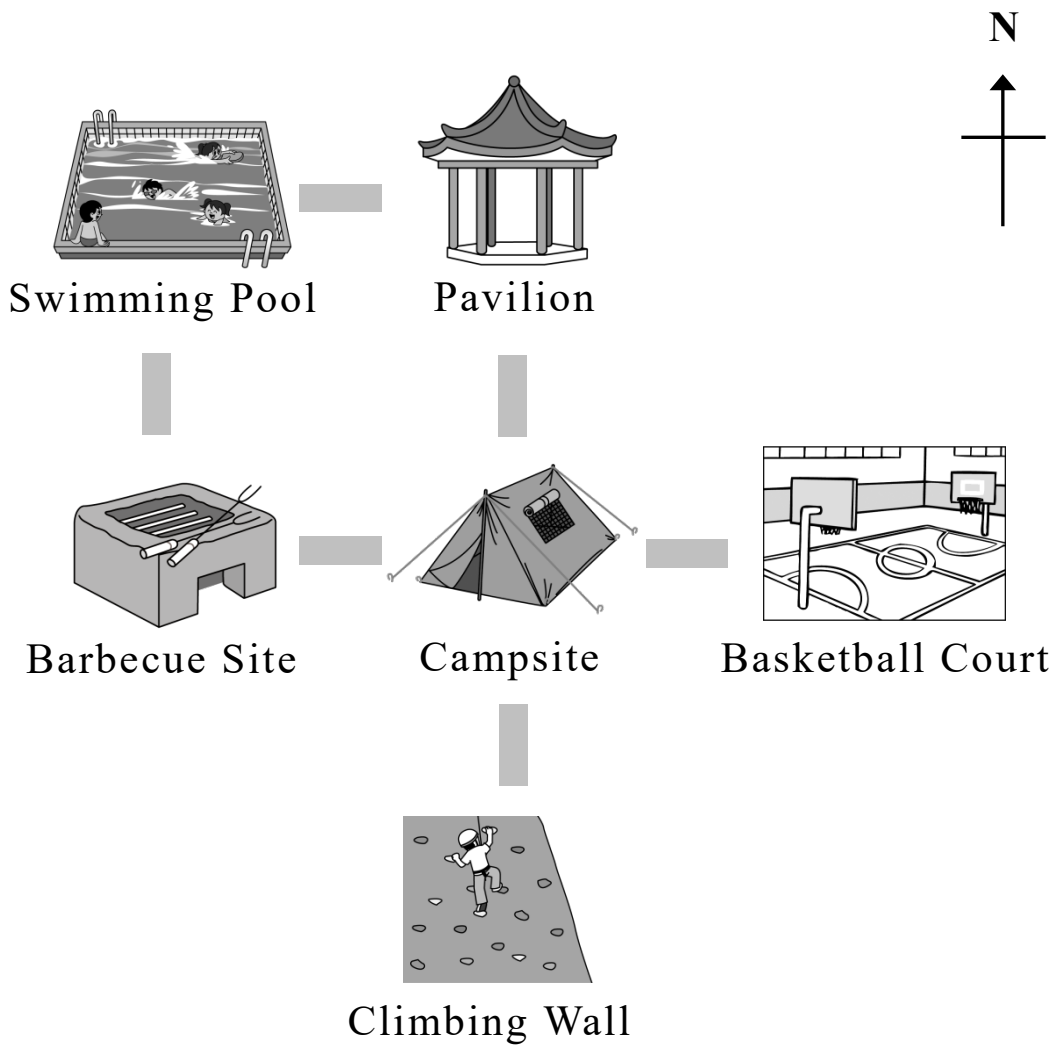 N
Swimming Pool
Pavilion
Barbecue Site
Campsite
Basketball Court
Climbing Wall